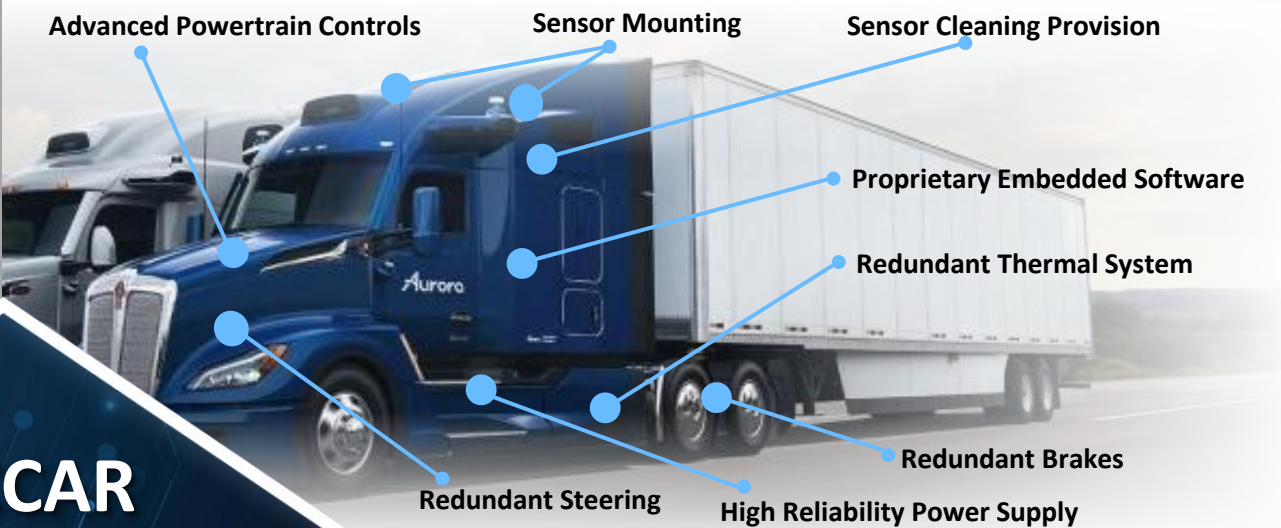 Advanced Powertrain Controls
Sensor Mounting
Sensor Cleaning Provision
Proprietary Embedded Software
Redundant Thermal System
Aurora
Redundant Brakes
CAR
Redundant Steering
High Reliability Power Supply